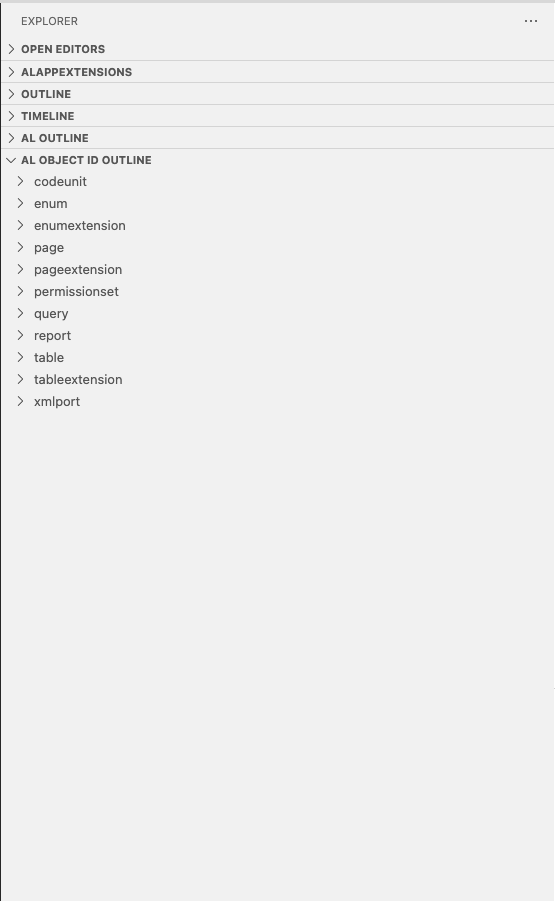 EXPLORER
OPEN EDITORS
ALAPPEXTENSIONS
OUTLINE
TIMELINE
AL OUTLINE
AL OBJECT ID OUTLINE
codeunit
enum
enumextension
page
pageextension
permissionset
query
report
table
tableextension
xmlport